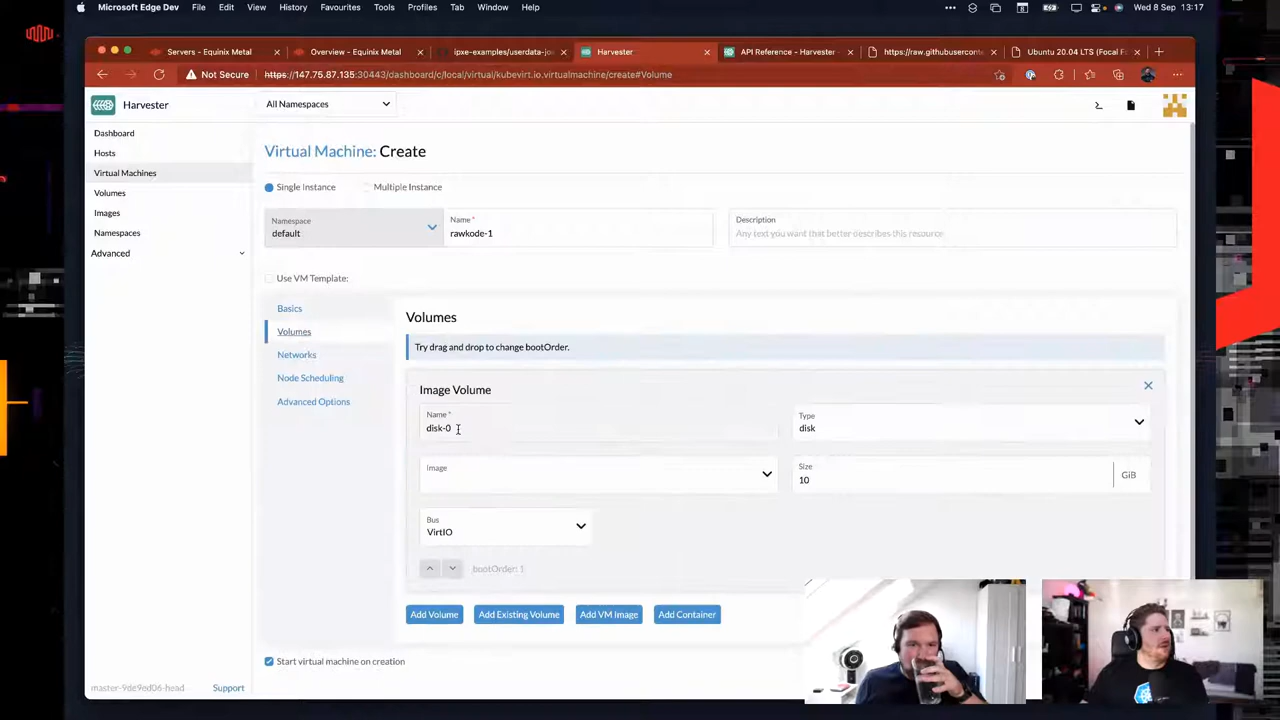 Microsoft Edge Dev File Edit View History Favourites Tools Profiles Tab Window Help
Wed 8 Sep 13:17
Servers - Equinix Metal
Overview - Equinix Metal
ipxe-examples/userdata-joi
Harvester
API Reference - Harvester
https://raw.githubuserconte
Ubuntu 20.04 LTS (Focal F
Not Secure https://147.75.87.135:30443/dashboard/c/local/virtual/kubevirt.io.virtualmachine/create#Volume
Harvester
All Namespaces
Dashboard
Hosts
Virtual Machines
Volumes
Images
Namespaces
Advanced
Virtual Machine: Create
Single Instance
Multiple Instance
Namespace
default
Name *
rawkode-1
Description
Any text you want that better describes this resource
Use VM Template:
Basics
Volumes
Networks
Node Scheduling
Advanced Options
Volumes
Try drag and drop to change bootOrder.
Image Volume
Name *
disk-0
Type
disk
Image
Size
10
GiB
Bus
VirtIO
bootOrder: 1
Add Volume
Add Existing Volume
Add VM Image
Add Container
Start virtual machine on creation
master-9de9ed06-head
Support